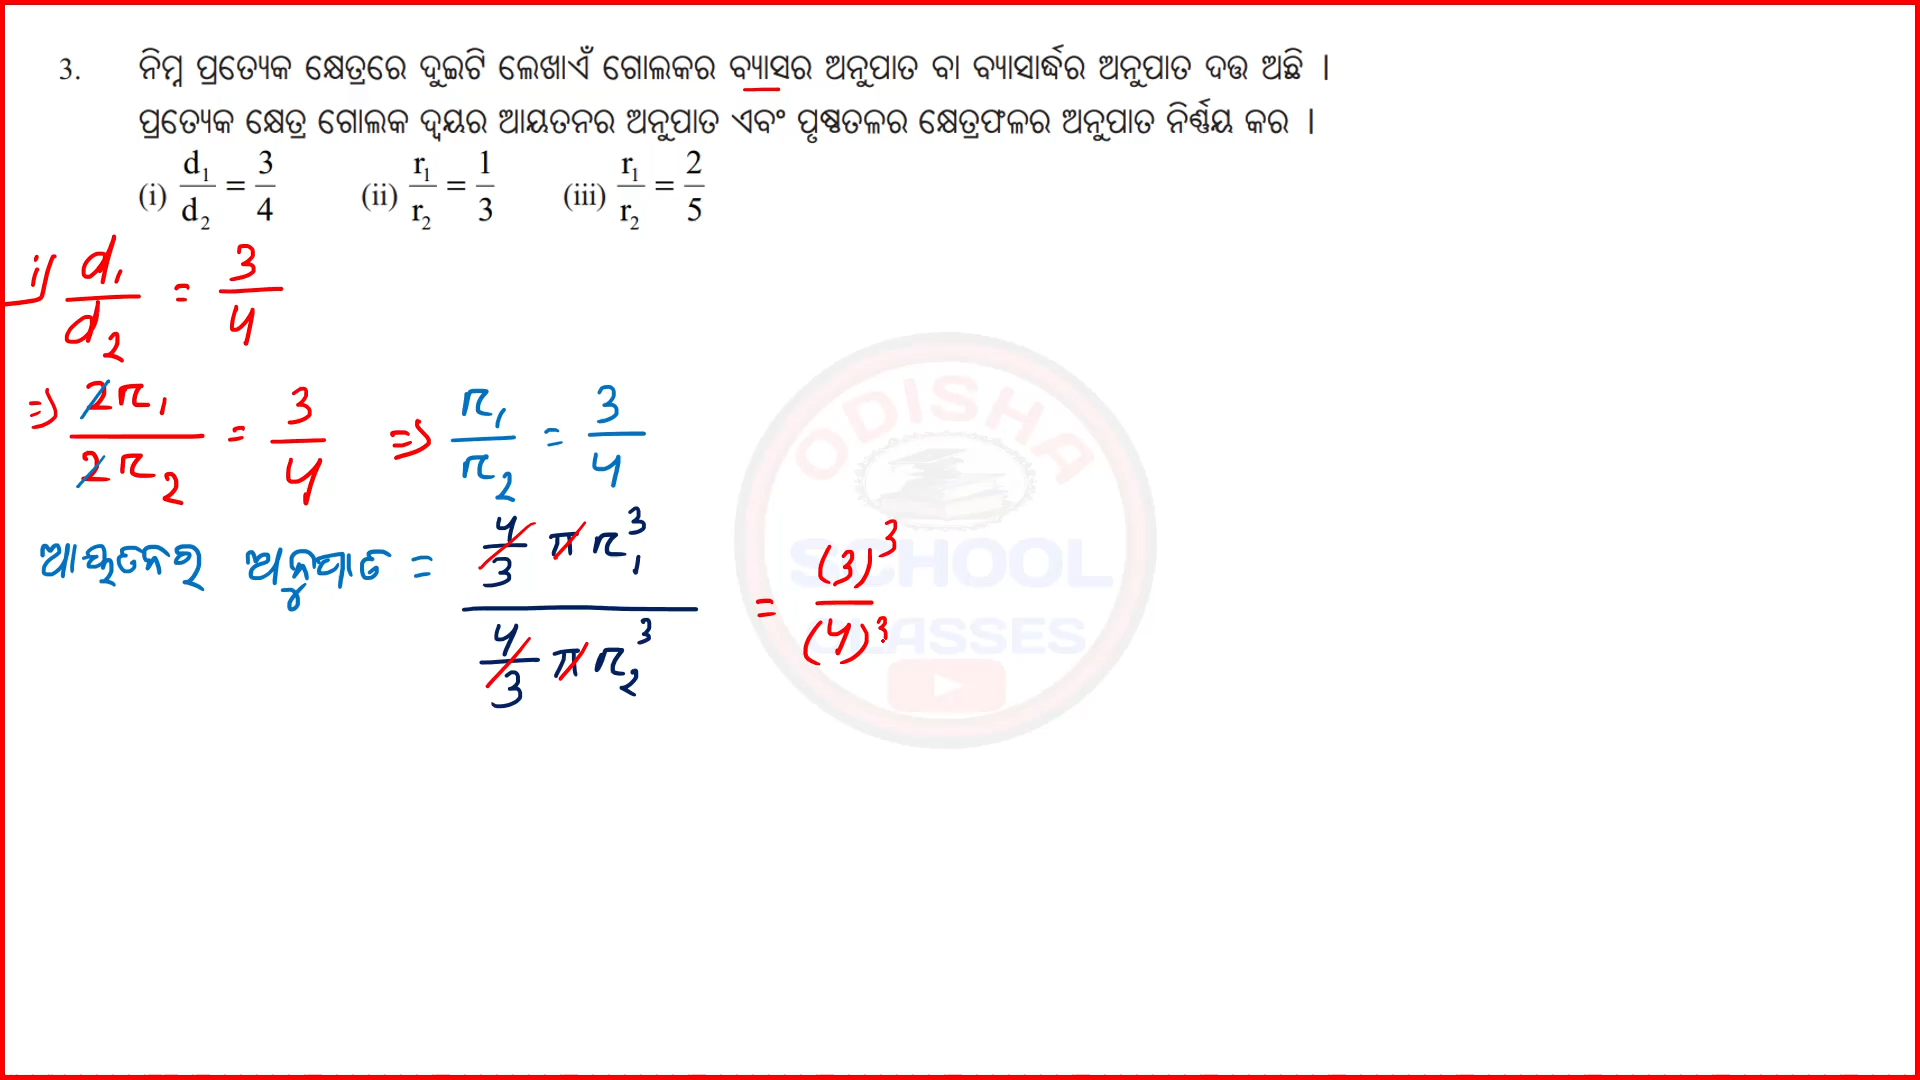 3. ନିମ୍ନ ପ୍ରତ୍ୟେକ କ୍ଷେତ୍ରରେ ଦୁଇଟି ଲେଖାଏଁ ଗୋଲକର ବ୍ୟାସର ଅନୁପାତ ବା ବ୍ୟାସାର୍ଦ୍ଧର ଅନୁପାତ ଦତ୍ତ ଅଛି ।
ପ୍ରତ୍ୟେକ କ୍ଷେତ୍ର ଗୋଲକ ଦ୍ୱୟର ଆୟତନର ଅନୁପାତ ଏବଂ ପୃଷ୍ଠତଳର କ୍ଷେତ୍ରଫଳର ଅନୁପାତ ନିର୍ଣ୍ଣୟ କର ।
(i) d₁/d₂ = 3/4 (ii) r₁/r₂ = 1/3 (iii) r₁/r₂ = 2/5
i) d₁/d₂ = 3/4
⇒ 2r₁/2r₂ = 3/4 ⇒ r₁/r₂ = 3/4
ଆୟତନର ଅନୁପାତ = (4/3 π r₁³)/(4/3 π r₂³) = (3)³/(4)³
ODISHA
SCHOOL
CLASSES